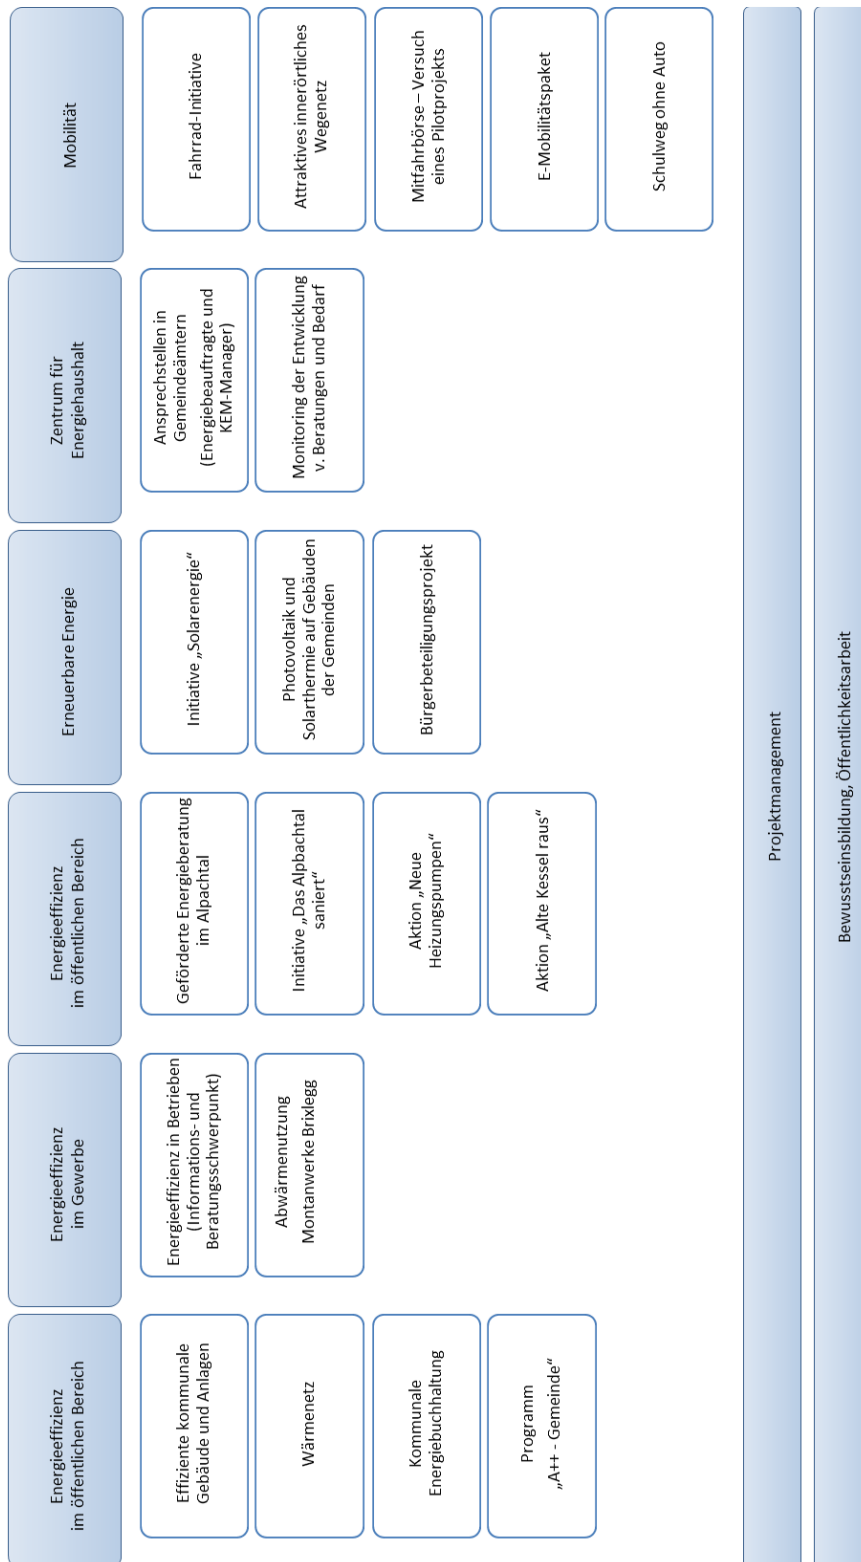 Energieeffizienz
im öffentlichen Bereich
Effiziente kommunale
Gebäude und Anlagen
Wärmenetz
Kommunale
Energiebuchhaltung
Programm
„A++ - Gemeinde“
Energieeffizienz
im Gewerbe
Energieeffizienz in Betrieben
(Informations- und
Beratungsschwerpunkt)
Abwärmenutzung
Montanwerke Brixlegg
Energieeffizienz
im öffentlichen Bereich
Geförderte Energieberatung
im Alpachtal
Initiative „Das Alpbachtal
saniert“
Aktion „Neue
Heizungspumpen“
Aktion „Alte Kessel raus“
Erneuerbare Energie
Initiative „Solarenergie“
Photovoltaik und
Solarthermie auf Gebäuden
der Gemeinden
Bürgerbeteiligungsprojekt
Zentrum für
Energiehaushalt
Ansprechstellen in
Gemeindeämtern
(Energiebeauftragte und
KEM-Manager)
Monitoring der Entwicklung
v. Beratungen und Bedarf
Mobilität
Fahrrad-Initiative
Attraktives innerörtliches
Wegenetz
Mitfahrbörse – Versuch
eines Pilotprojekts
E-Mobilitätspaket
Schulweg ohne Auto
Projektmanagement
Bewusstseinsbildung, Öffentlichkeitsarbeit